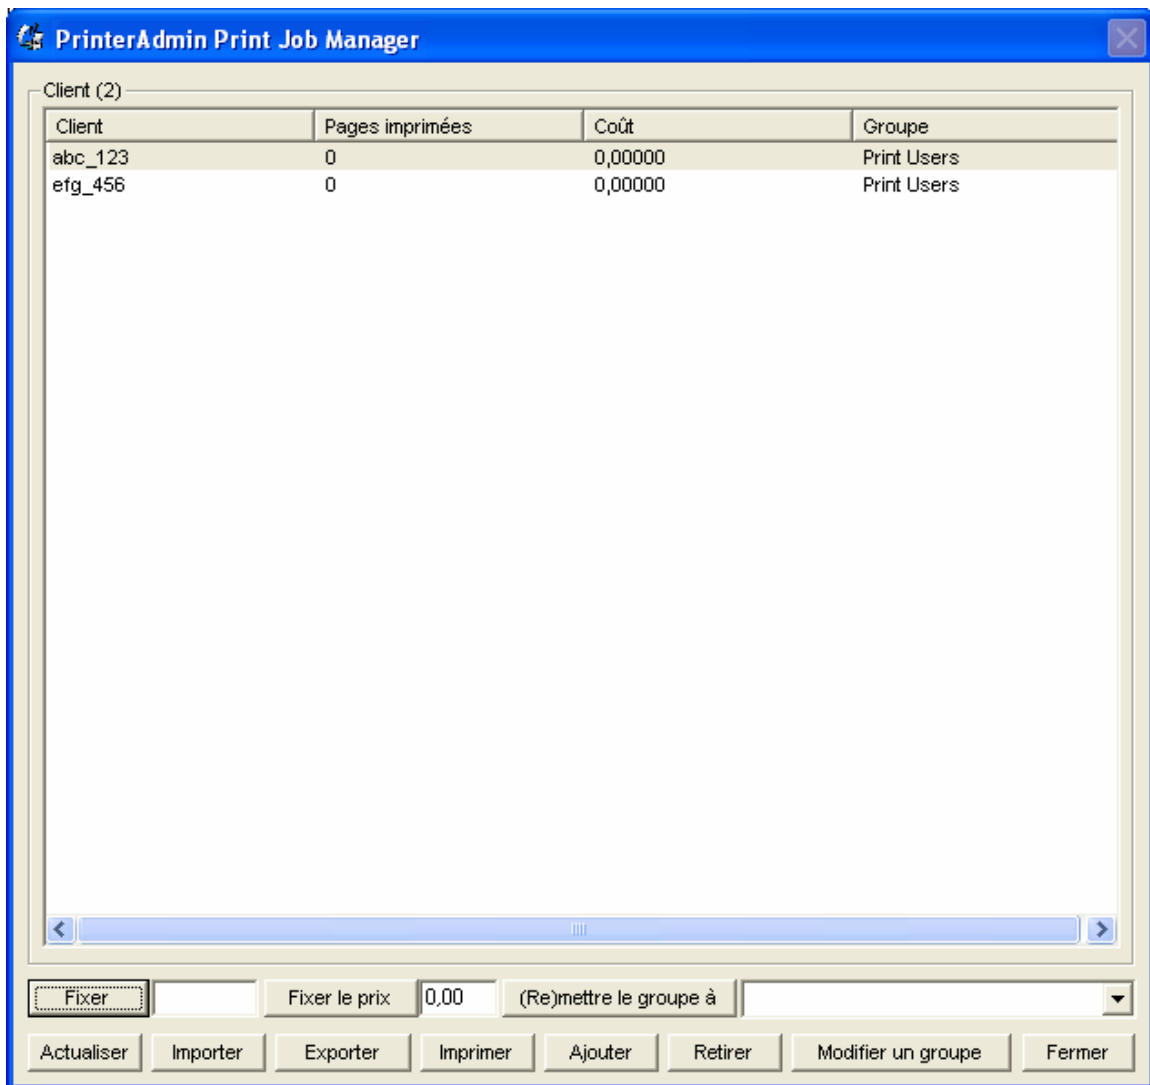 PrinterAdmin Print Job Manager
Client (2)
Client Pages imprimées Coût Groupe
abc_123 0 0,00000 Print Users
efg_456 0 0,00000 Print Users
Fixer Fixer le prix 0,00 (Re)mettre le groupe à
Actualiser Importer Exporter Imprimer Ajouter Retirer Modifier un groupe Fermer